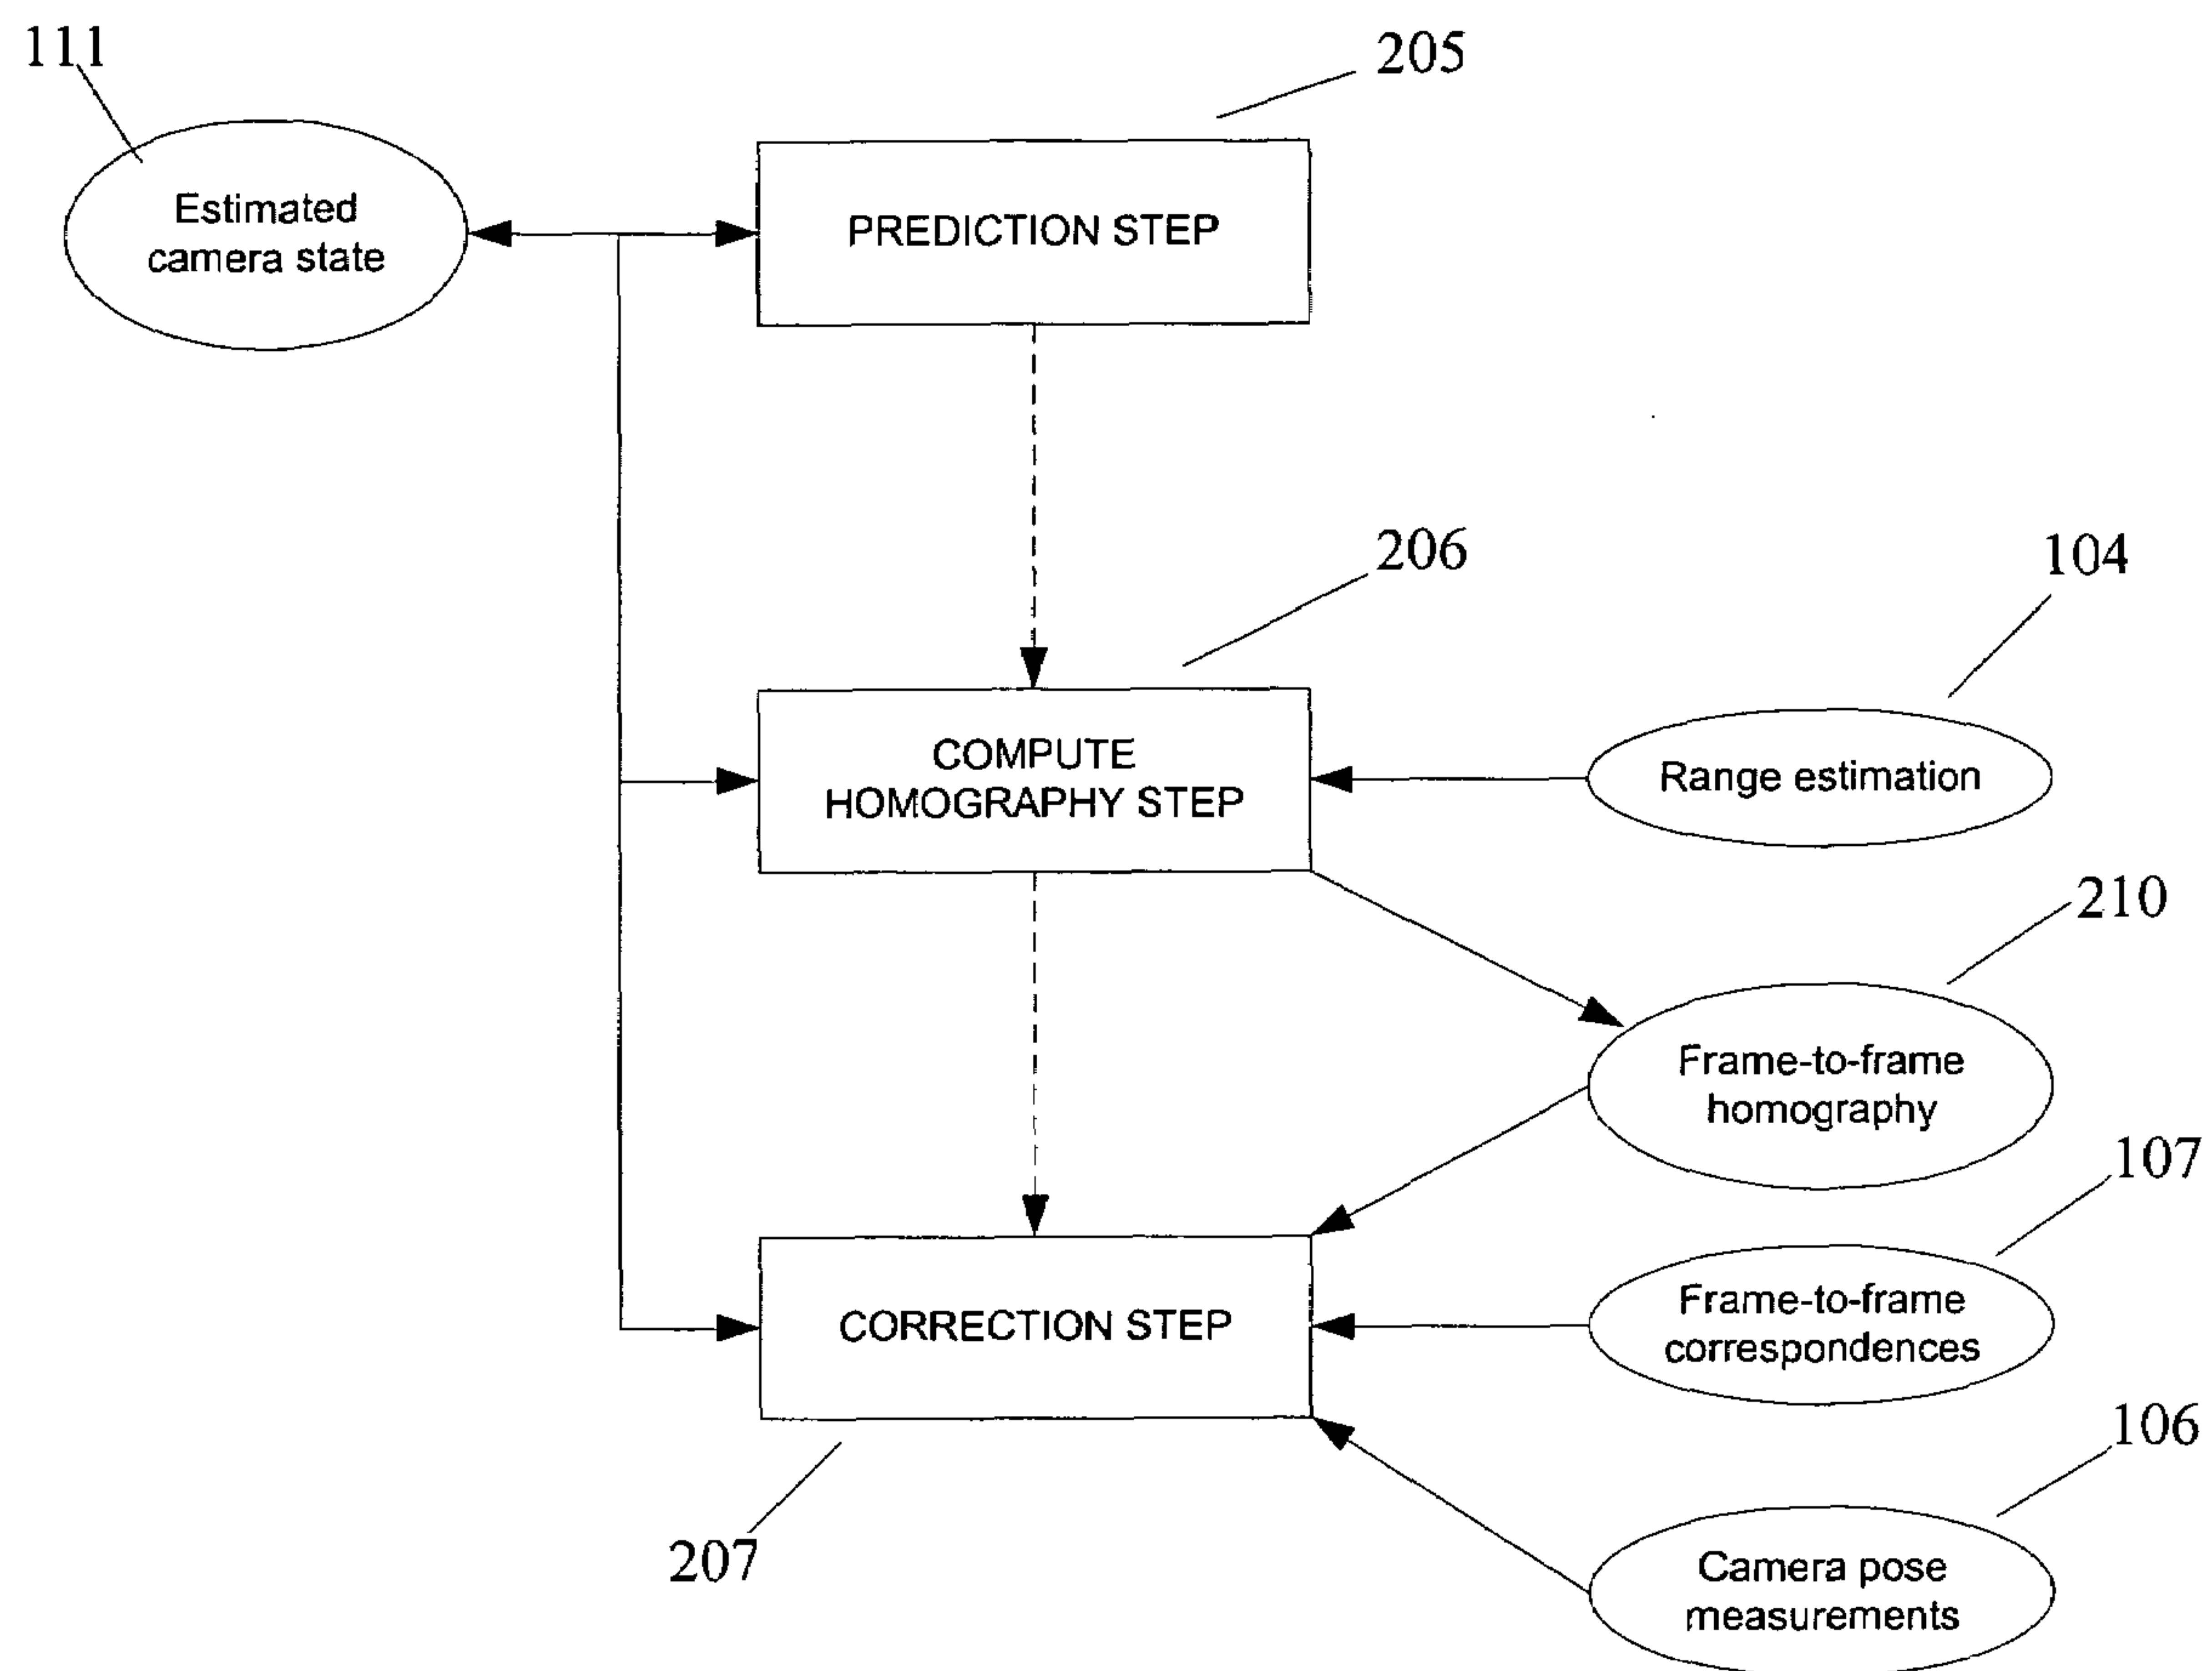 111
205
Estimated
camera state
PREDICTION STEP
206
104
COMPUTE
HOMOGRAPHY STEP
Range estimation
210
Frame-to-frame
homography
107
CORRECTION STEP
Frame-to-frame
correspondences
106
207
Camera pose
measurements